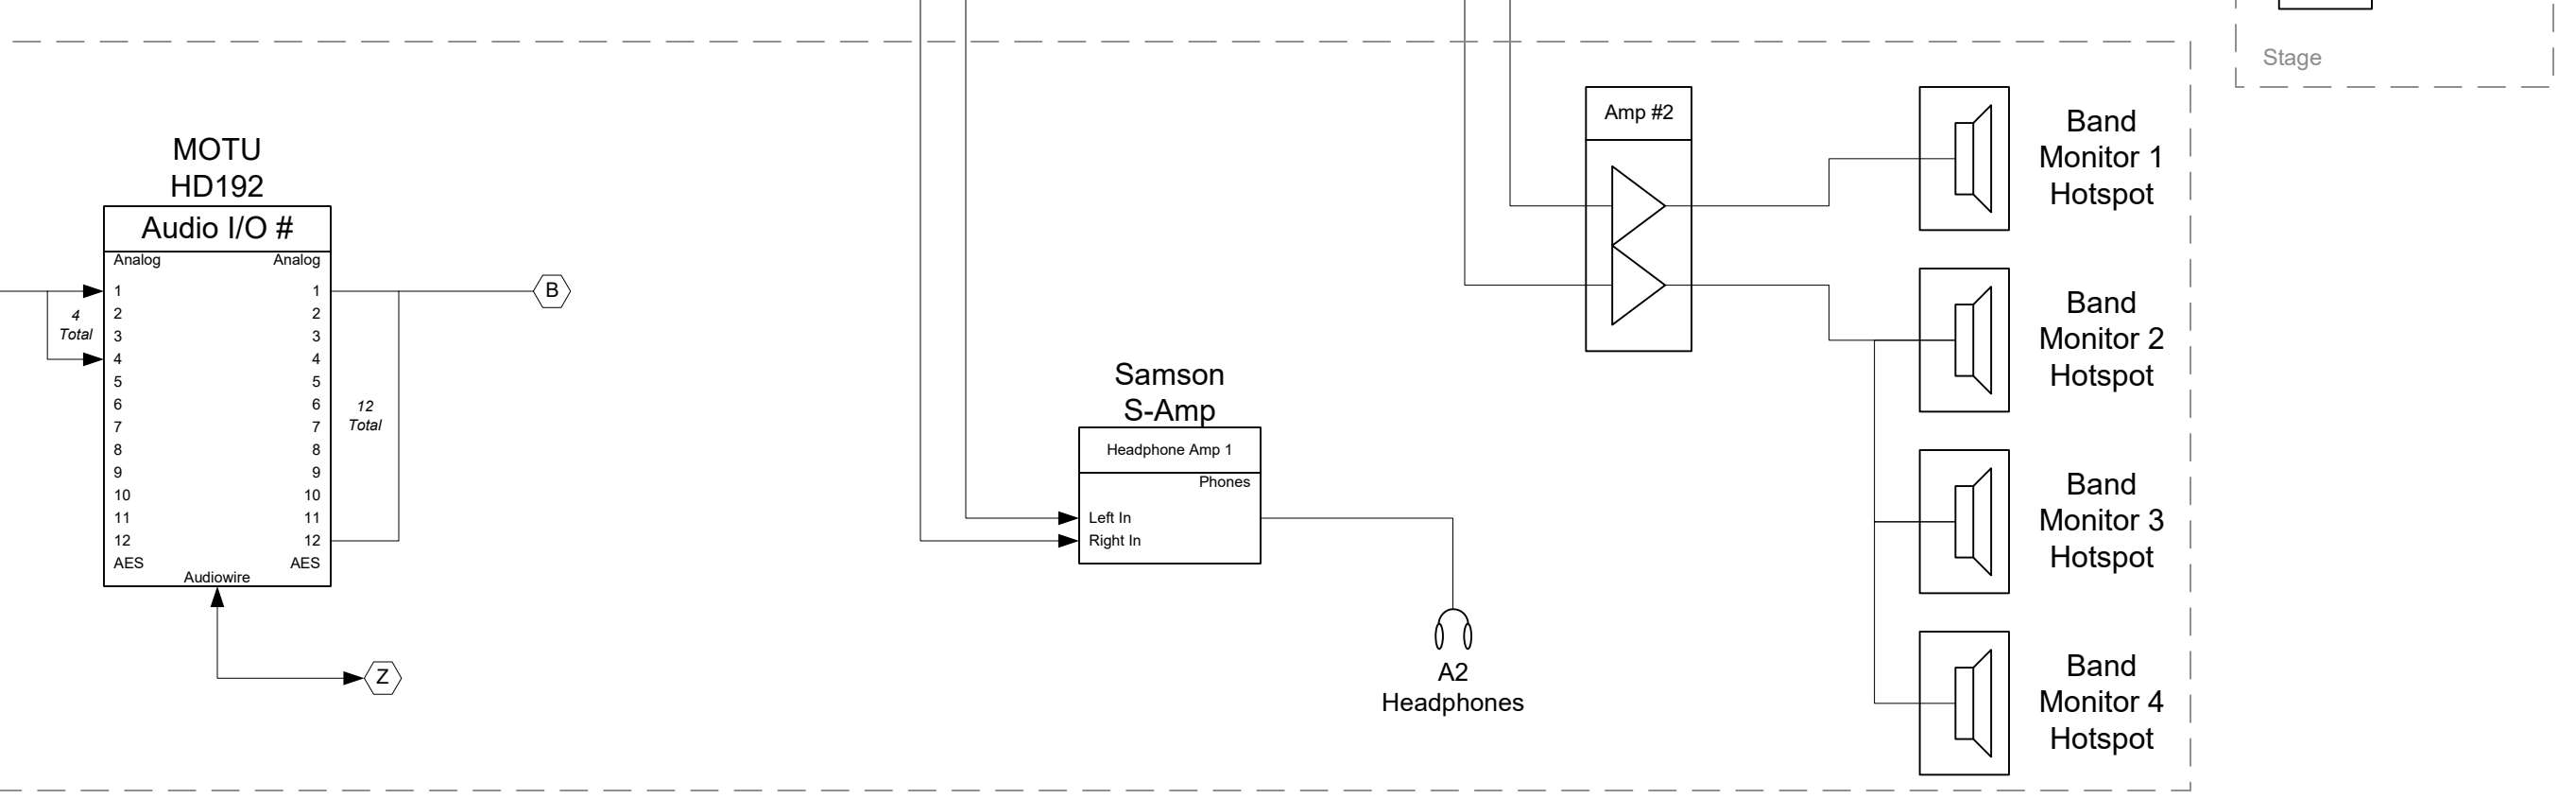 Stage
MOTU
HD192
Audio I/O #
Analog Analog
1 1
2 2
3 3
4 4
5 5
6 6
7 7
8 8
9 9
10 10
11 11
12 12
AES AES
Audiowire
4
Total
12
Total
B
Z
Samson
S-Amp
Headphone Amp 1
Phones
Left In
Right In
A2
Headphones
Amp #2
Band
Monitor 1
Hotspot
Band
Monitor 2
Hotspot
Band
Monitor 3
Hotspot
Band
Monitor 4
Hotspot